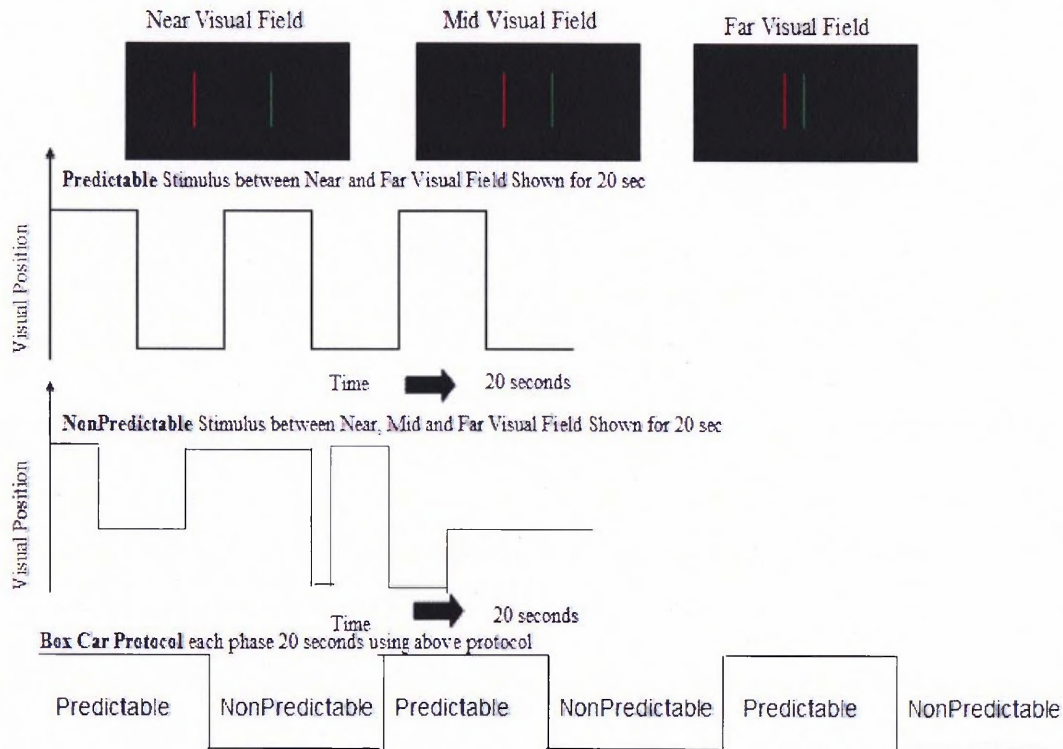 Near Visual Field
Mid Visual Field
Far Visual Field
Predictable Stimulus between Near and Far Visual Field Shown for 20 sec
Visual Position
Time
20 seconds
NonPredictable Stimulus between Near, Mid and Far Visual Field Shown for 20 sec
Visual Position
Time
20 seconds
Box Car Protocol each phase 20 seconds using above protocol
Predictable NonPredictable Predictable NonPredictable Predictable NonPredictable